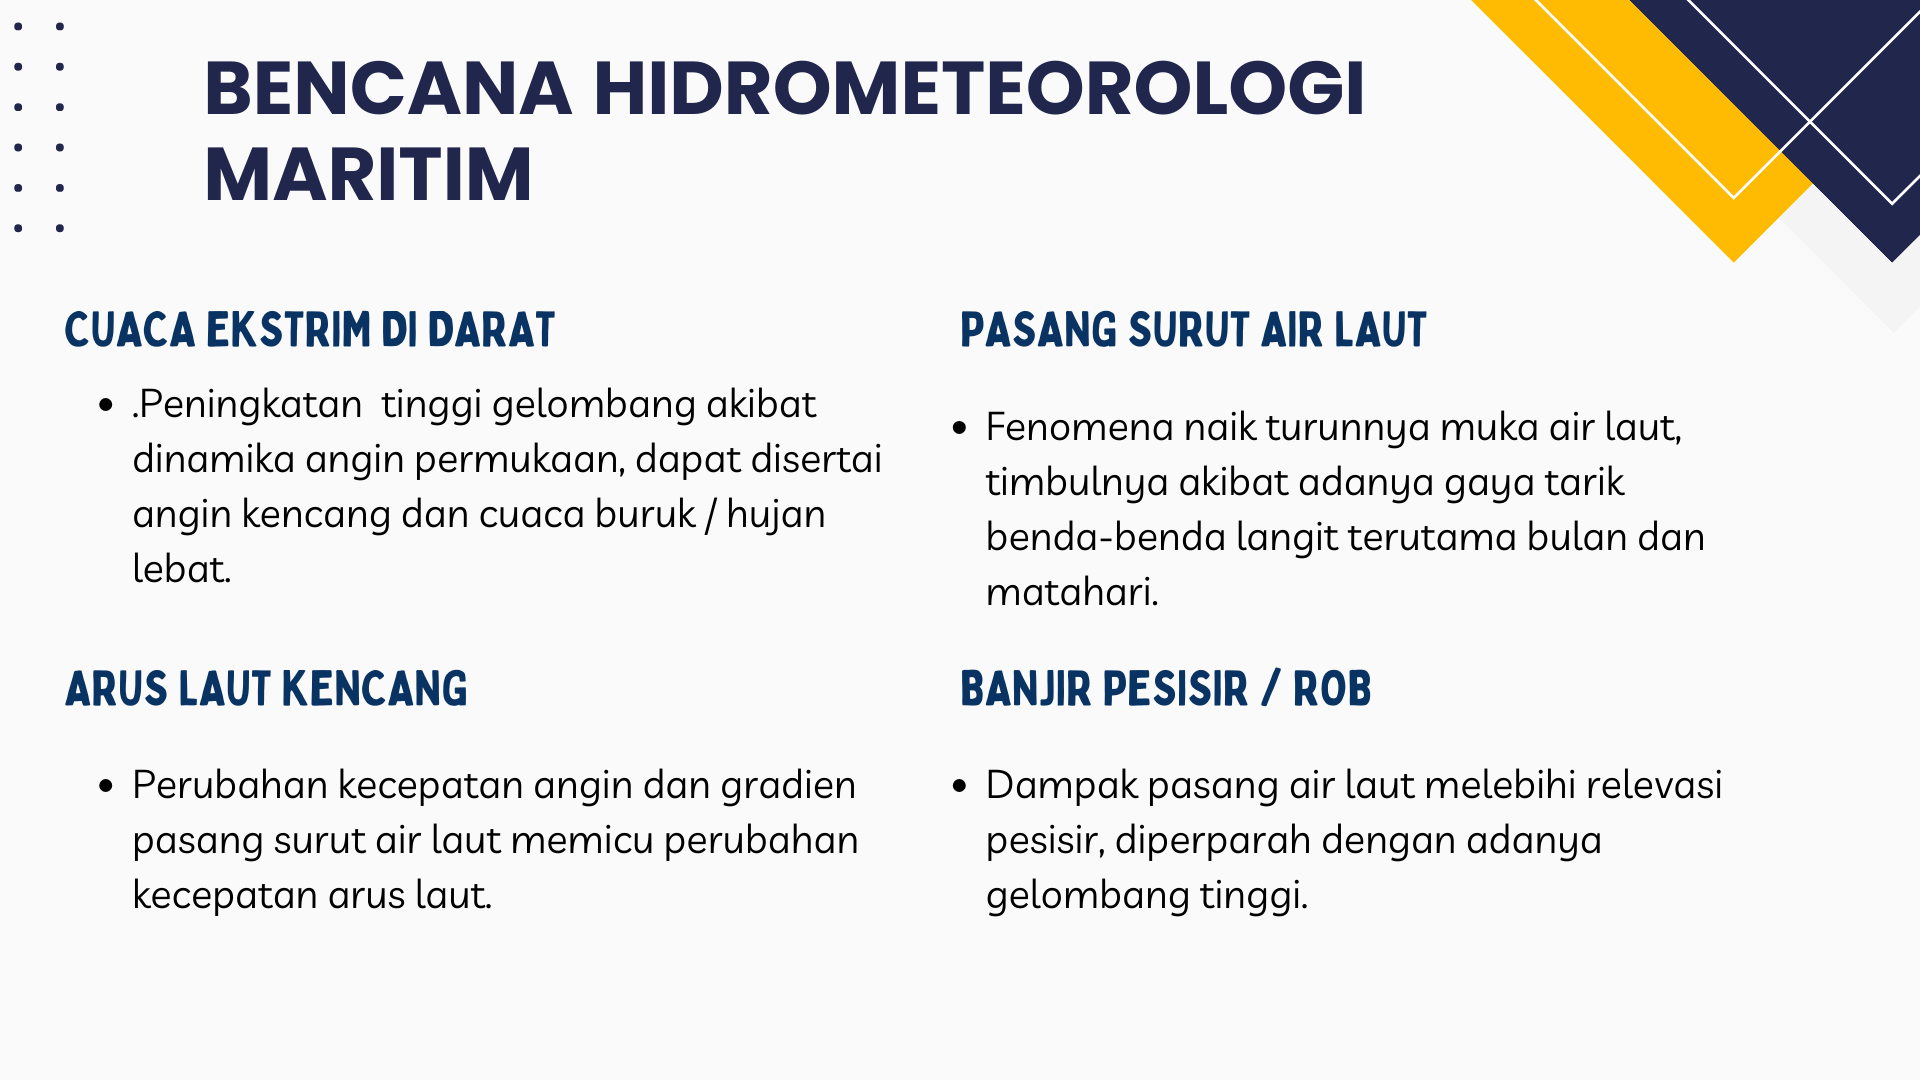 BENCANA HIDROMETEOROLOGI
MARITIM
CUACA EKSTRIM DI DARAT
• .Peningkatan  tinggi gelombang akibat
dinamika angin permukaan, dapat disertai
angin kencang dan cuaca buruk / hujan
lebat.
PASANG SURUT AIR LAUT
• Fenomena naik turunnya muka air laut,
timbulnya akibat adanya gaya tarik
benda-benda langit terutama bulan dan
matahari.
ARUS LAUT KENCANG
• Perubahan kecepatan angin dan gradien
pasang surut air laut memicu perubahan
kecepatan arus laut.
BANJIR PESISIR / ROB
• Dampak pasang air laut melebihi relevasi
pesisir, diperparah dengan adanya
gelombang tinggi.